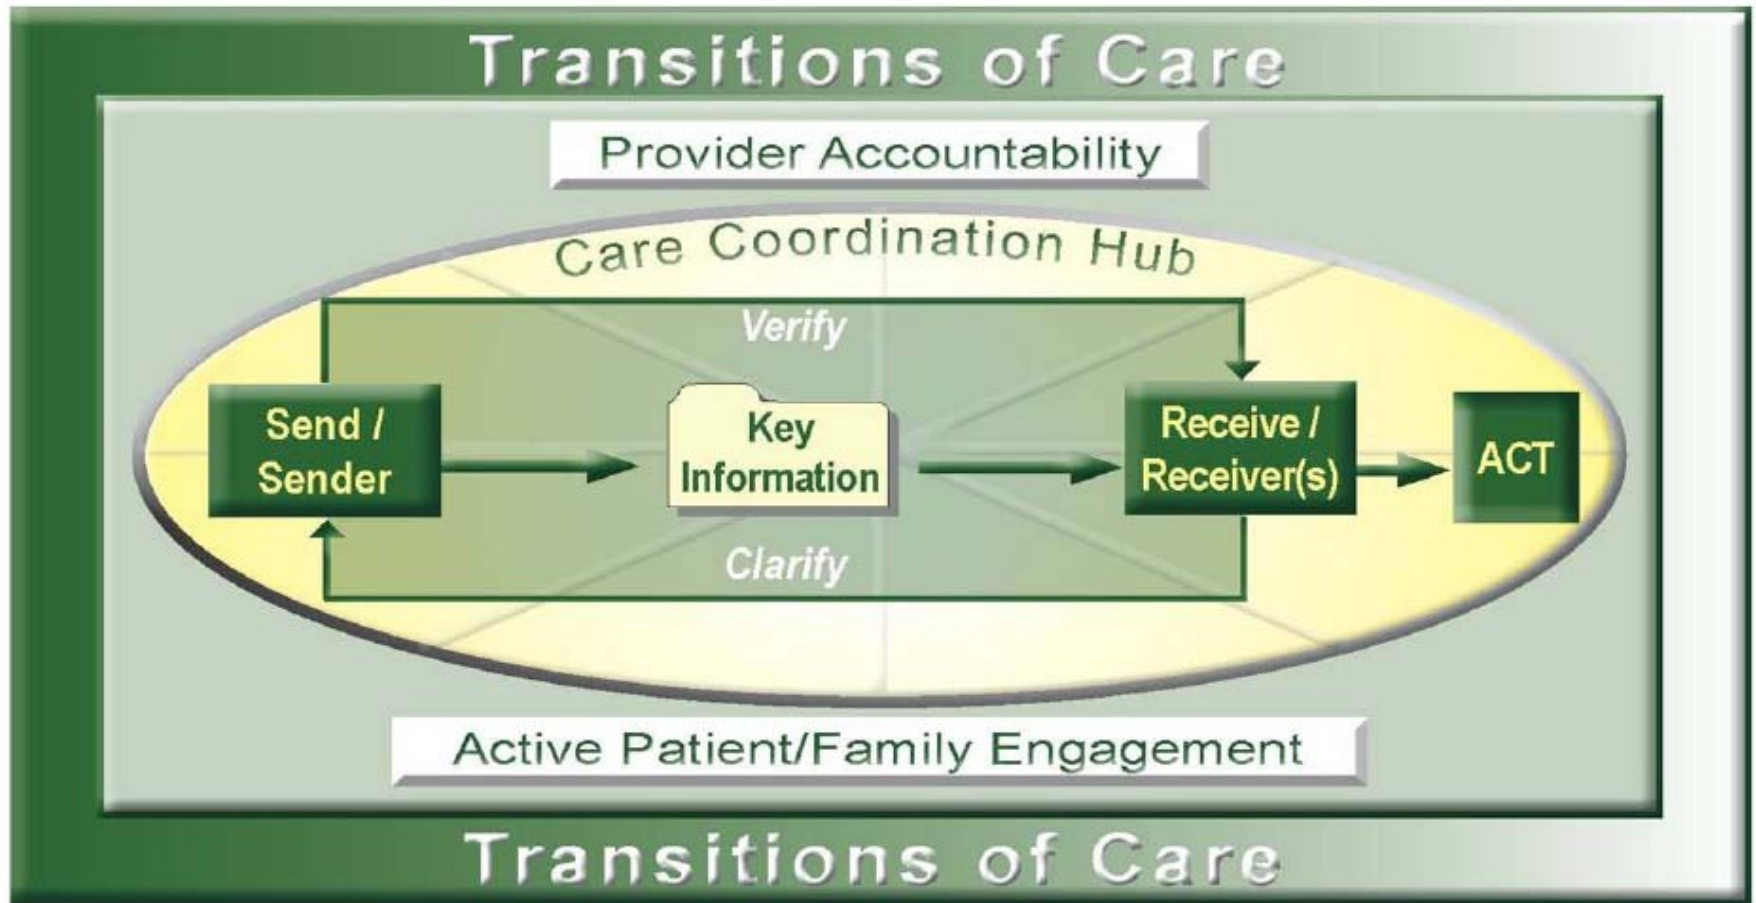 Transitions of Care
Provider Accountability
Care Coordination Hub
Verify
Send /
Sender
Key
Information
Receive /
Receiver(s)
ACT
Clarify
Active Patient/Family Engagement
Transitions of Care